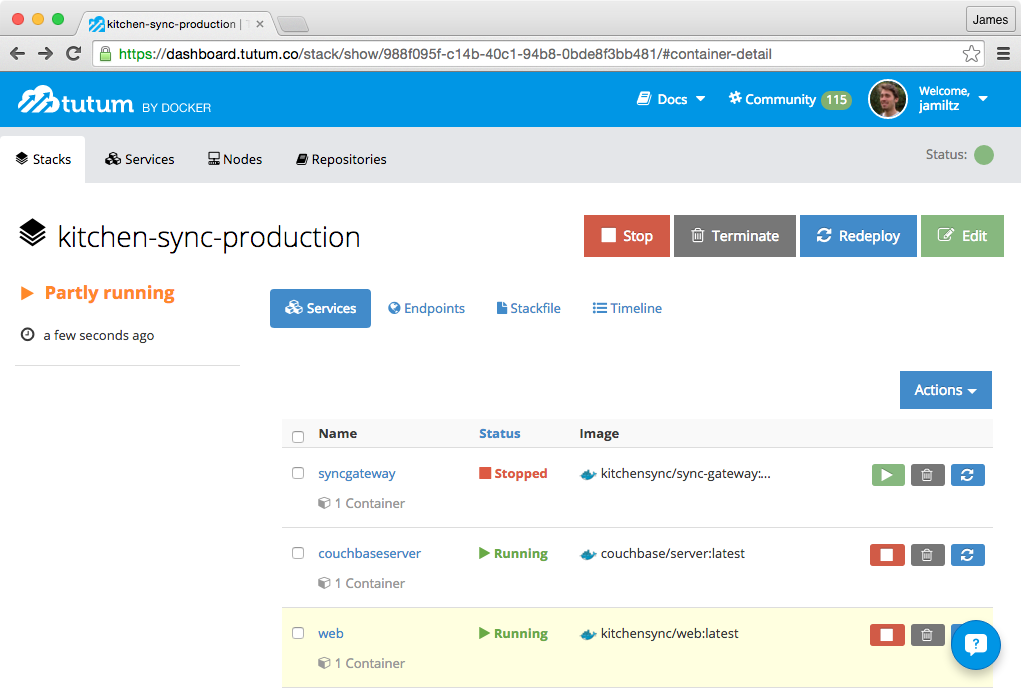 kitchen-sync-production | T
James
https://dashboard.tutum.co/stack/show/988f095f-c14b-40c1-94b8-0bde8f3bb481/#container-detail
tutum BY DOCKER
Docs
Community 115
Welcome,
jamiltz
Stacks
Services
Nodes
Repositories
Status:
kitchen-sync-production
Stop
Terminate
Redeploy
Edit
Partly running
a few seconds ago
Services
Endpoints
Stackfile
Timeline
Actions
Name Status Image
syncgateway Stopped kitchensync/sync-gateway:...
1 Container
couchbaseserver Running couchbase/server:latest
1 Container
web Running kitchensync/web:latest
1 Container